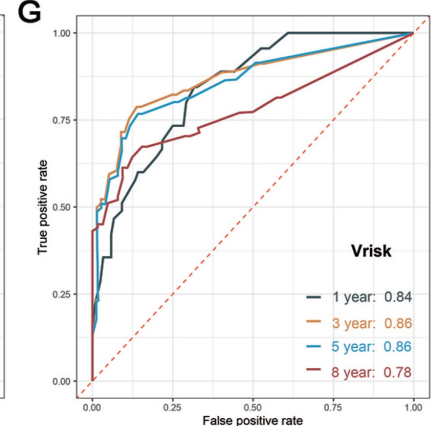 G
1.00
0.75
0.50
0.25
0.00
True positive rate
Vrisk
1 year: 0.84
3 year: 0.86
5 year: 0.86
8 year: 0.78
0.00 0.25 0.50 0.75 1.00
False positive rate